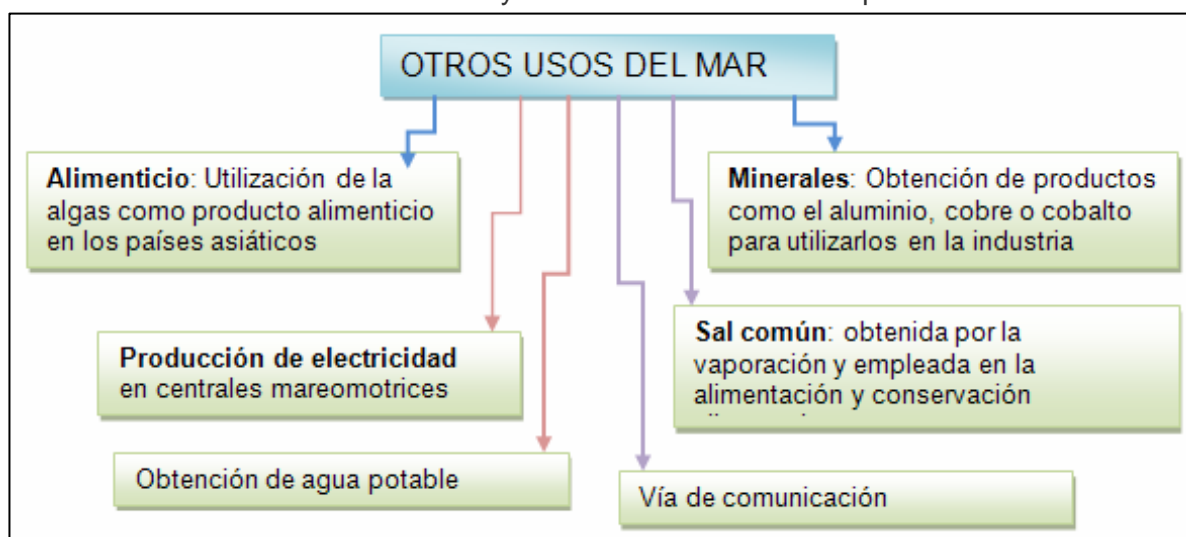 OTROS USOS DEL MAR
Alimenticio: Utilización de la
algas como producto alimenticio
en los países asiáticos
Minerales: Obtención de productos
como el aluminio, cobre o cobalto
para utilizarlos en la industria
Producción de electricidad
en centrales mareomotrices
Sal común: obtenida por la
vaporación y empleada en la
alimentación y conservación
Obtención de agua potable
Vía de comunicación